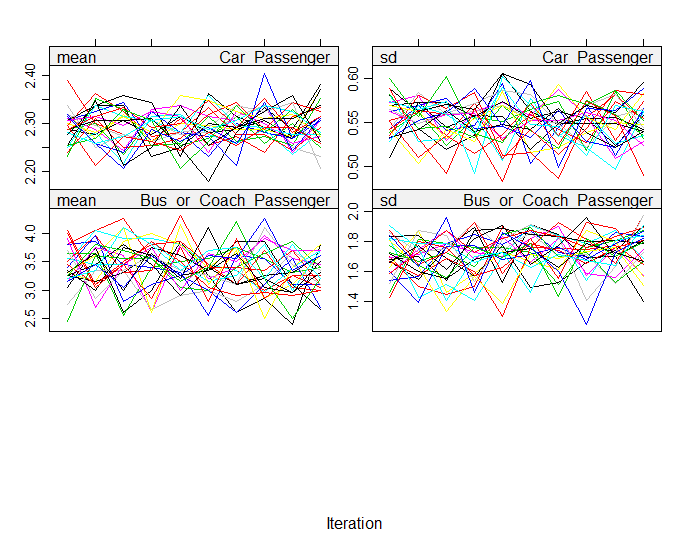 mean Car Passenger
sd Car Passenger
2.40
2.30
2.20
0.60
0.55
0.50
mean Bus or Coach Passenger
sd Bus or Coach Passenger
4.0
3.5
3.0
2.5
2.0
1.8
1.6
1.4
Iteration